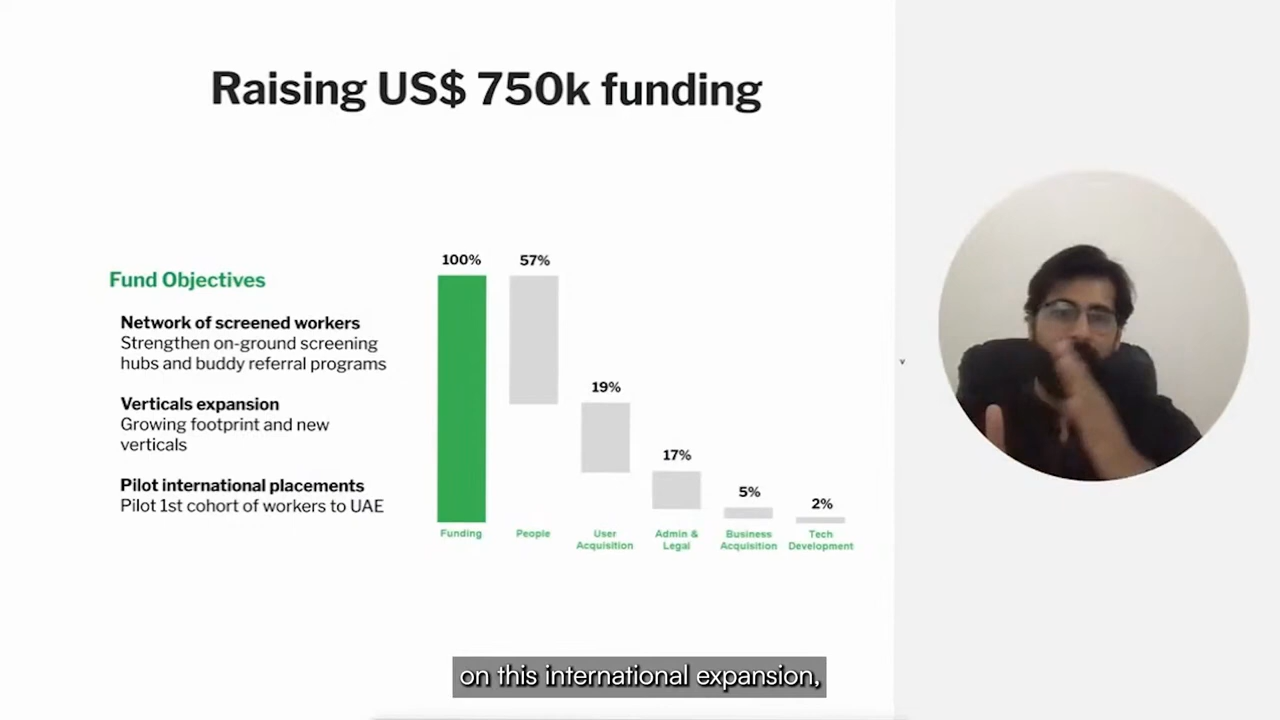 Raising US$ 750k funding
Fund Objectives
Network of screened workers
Strengthen on-ground screening
hubs and buddy referral programs
Verticals expansion
Growing footprint and new
verticals
Pilot international placements
Pilot 1st cohort of workers to UAE
100%
57%
19%
17%
5%
2%
Funding
People
User
Acquisition
Admin &
Legal
Business
Acquisition
Tech
Development
v
on this international expansion,